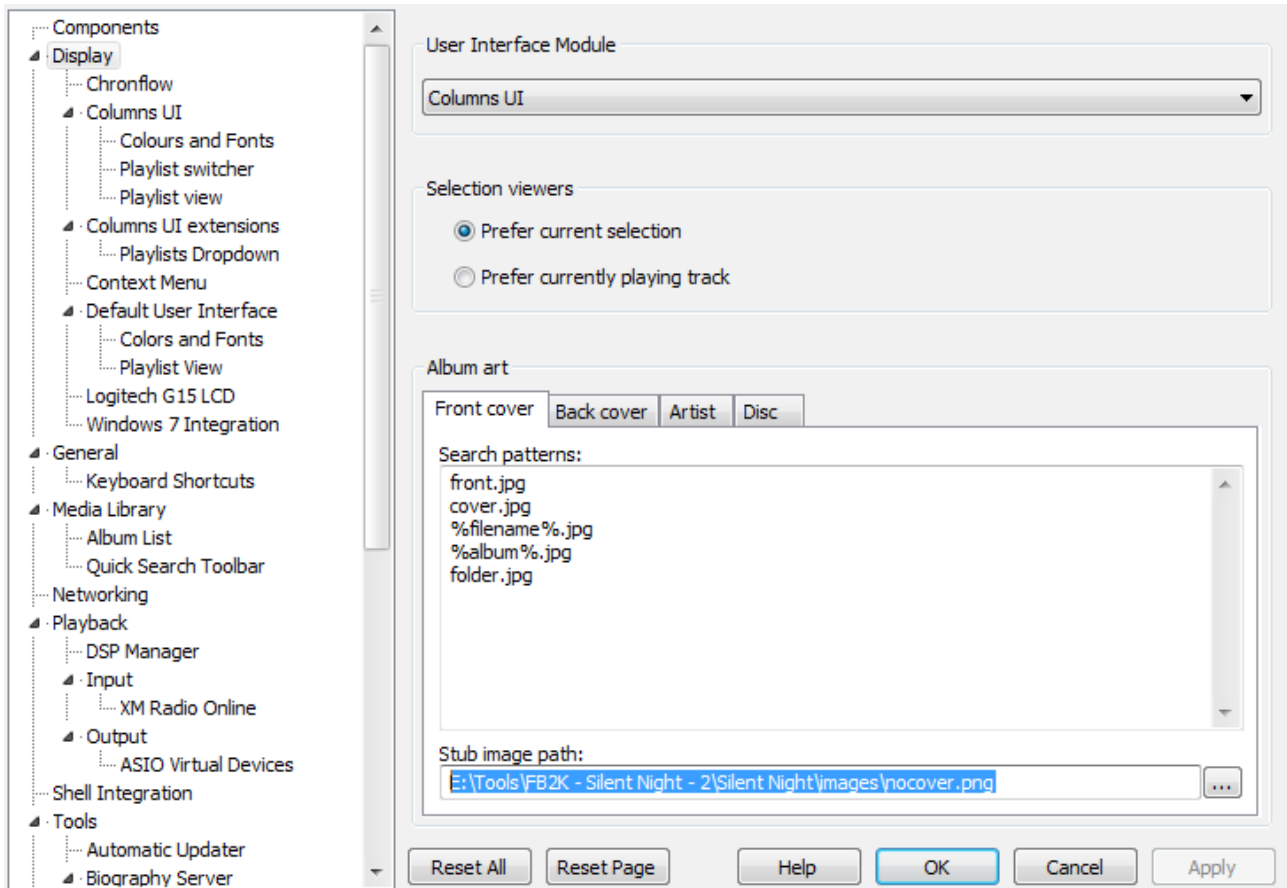 Components
Display
Chronflow
Columns UI
Colours and Fonts
Playlist switcher
Playlist view
Columns UI extensions
Playlists Dropdown
Context Menu
Default User Interface
Colors and Fonts
Playlist View
Logitech G15 LCD
Windows 7 Integration
General
Keyboard Shortcuts
Media Library
Album List
Quick Search Toolbar
Networking
Playback
DSP Manager
Input
XM Radio Online
Output
ASIO Virtual Devices
Shell Integration
Tools
Automatic Updater
Biography Server
User Interface Module
Columns UI
Selection viewers
Prefer current selection
Prefer currently playing track
Album art
Front cover Back cover Artist Disc
Search patterns:
front.jpg
cover.jpg
%filename%.jpg
%album%.jpg
folder.jpg
Stub image path:
E:\Tools\FB2K - Silent Night - 2\Silent Night\images\nocover.png ...
Reset All Reset Page Help OK Cancel Apply